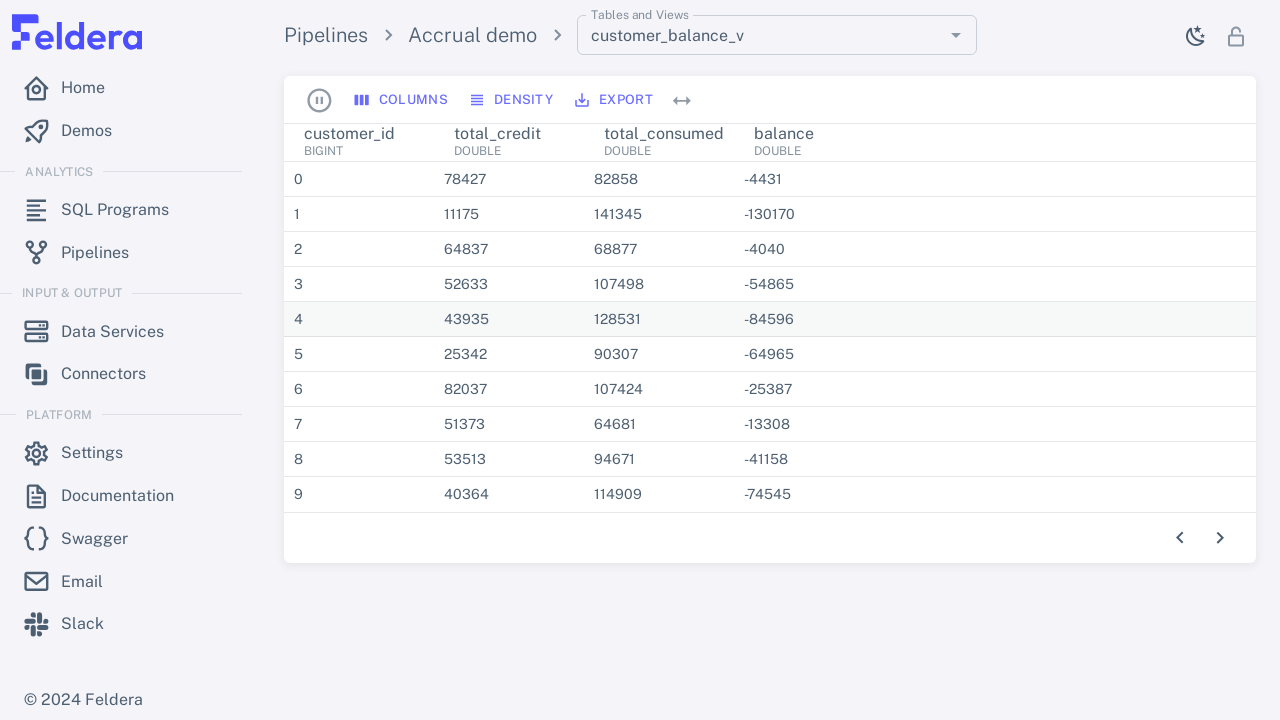 Feldera
Home
Demos
ANALYTICS
SQL Programs
Pipelines
INPUT & OUTPUT
Data Services
Connectors
PLATFORM
Settings
Documentation
Swagger
Email
Slack
© 2024 Feldera
Pipelines > Accrual demo >
Tables and Views
customer_balance_v
COLUMNS DENSITY EXPORT
customer_id total_credit total_consumed balance
BIGINT DOUBLE DOUBLE DOUBLE
0 78427 82858 -4431
1 11175 141345 -130170
2 64837 68877 -4040
3 52633 107498 -54865
4 43935 128531 -84596
5 25342 90307 -64965
6 82037 107424 -25387
7 51373 64681 -13308
8 53513 94671 -41158
9 40364 114909 -74545